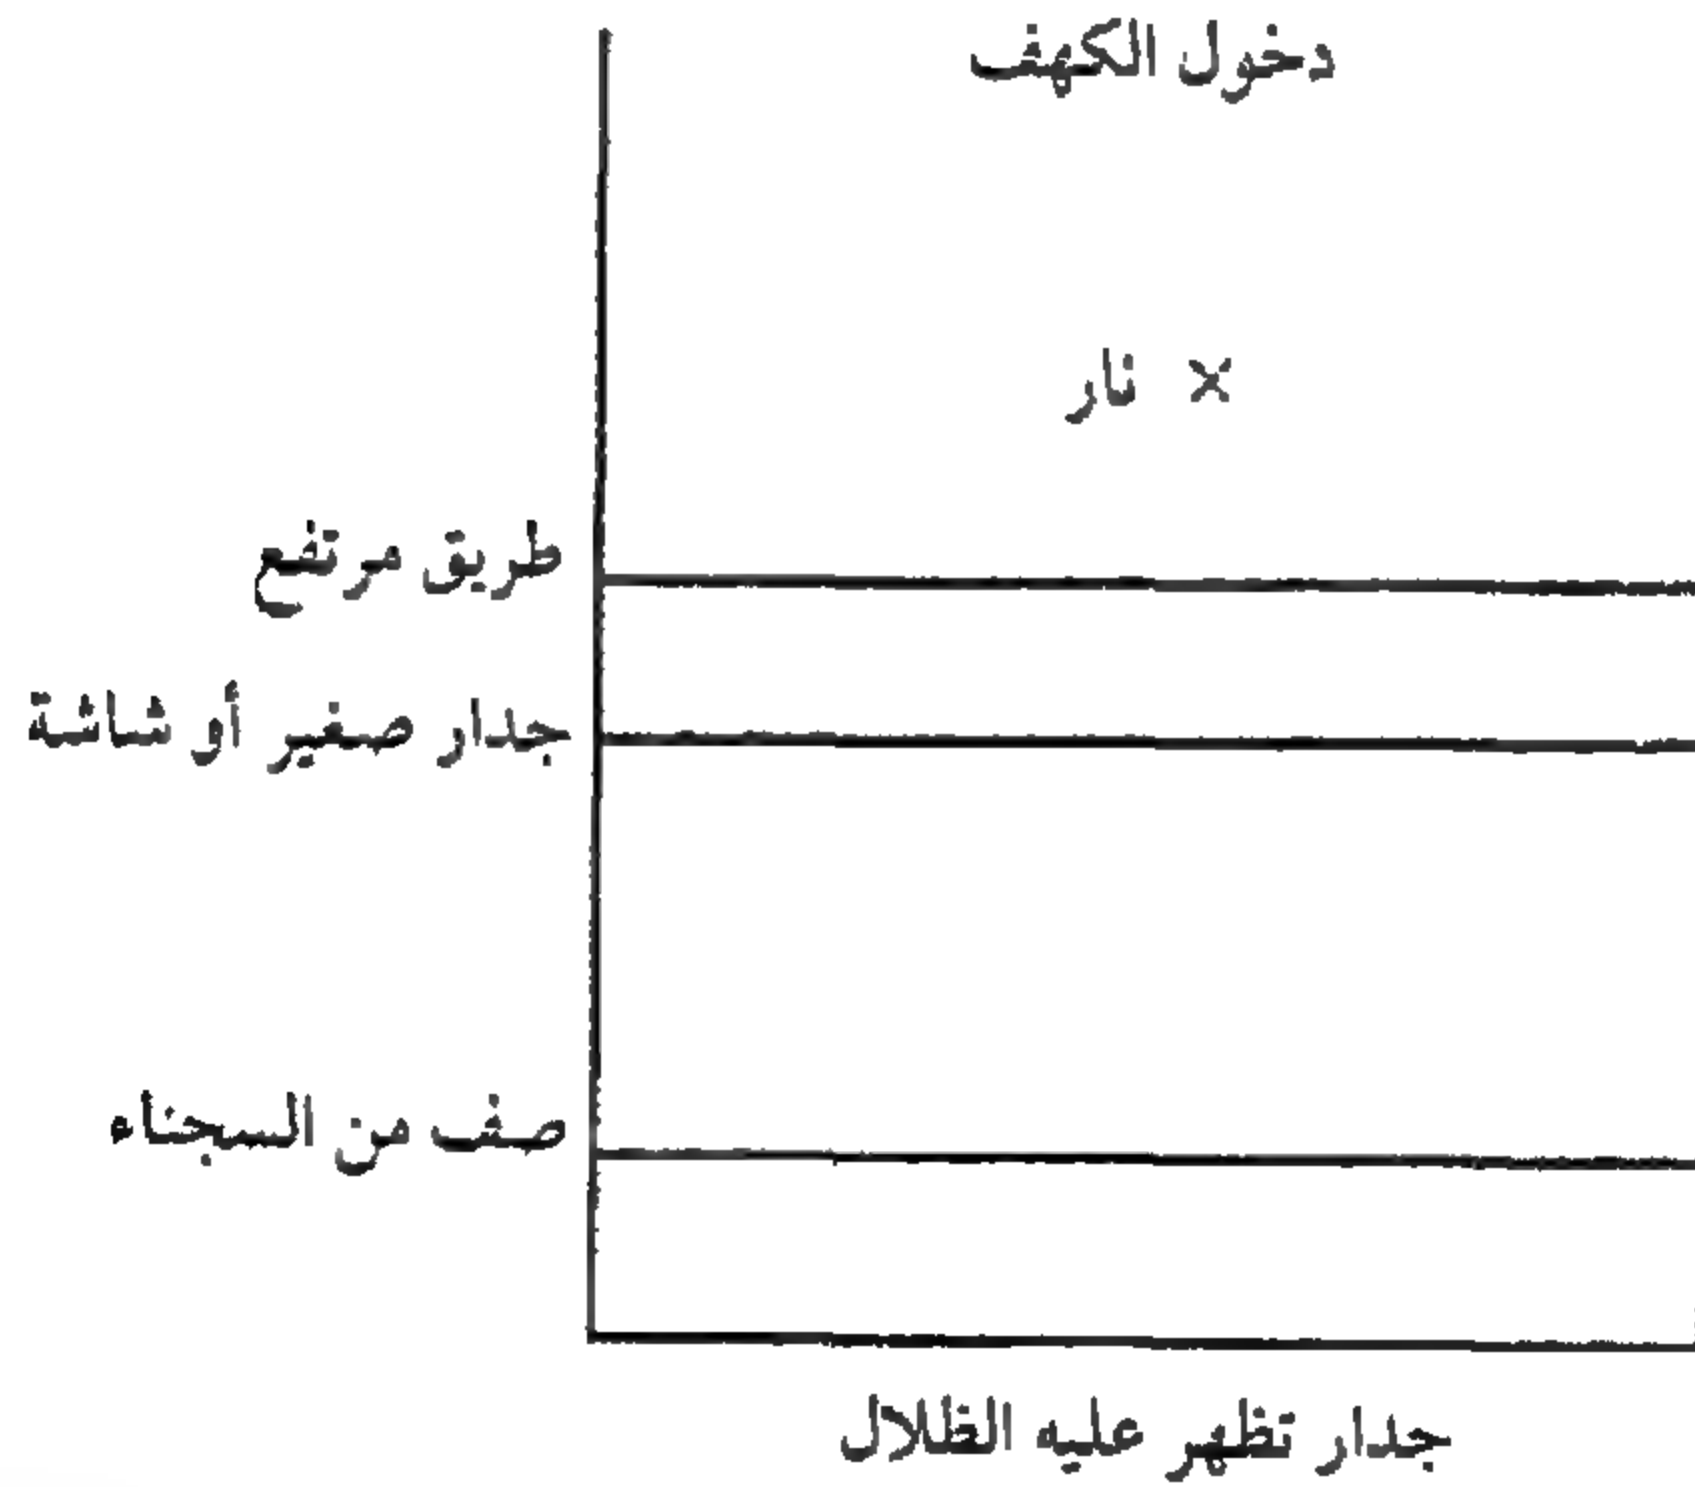 دخول الكهف
× نار
طريق مرتفع
جدار صغير أو شاشة
صف من السجناء
جدار تظهر عليه الظلال